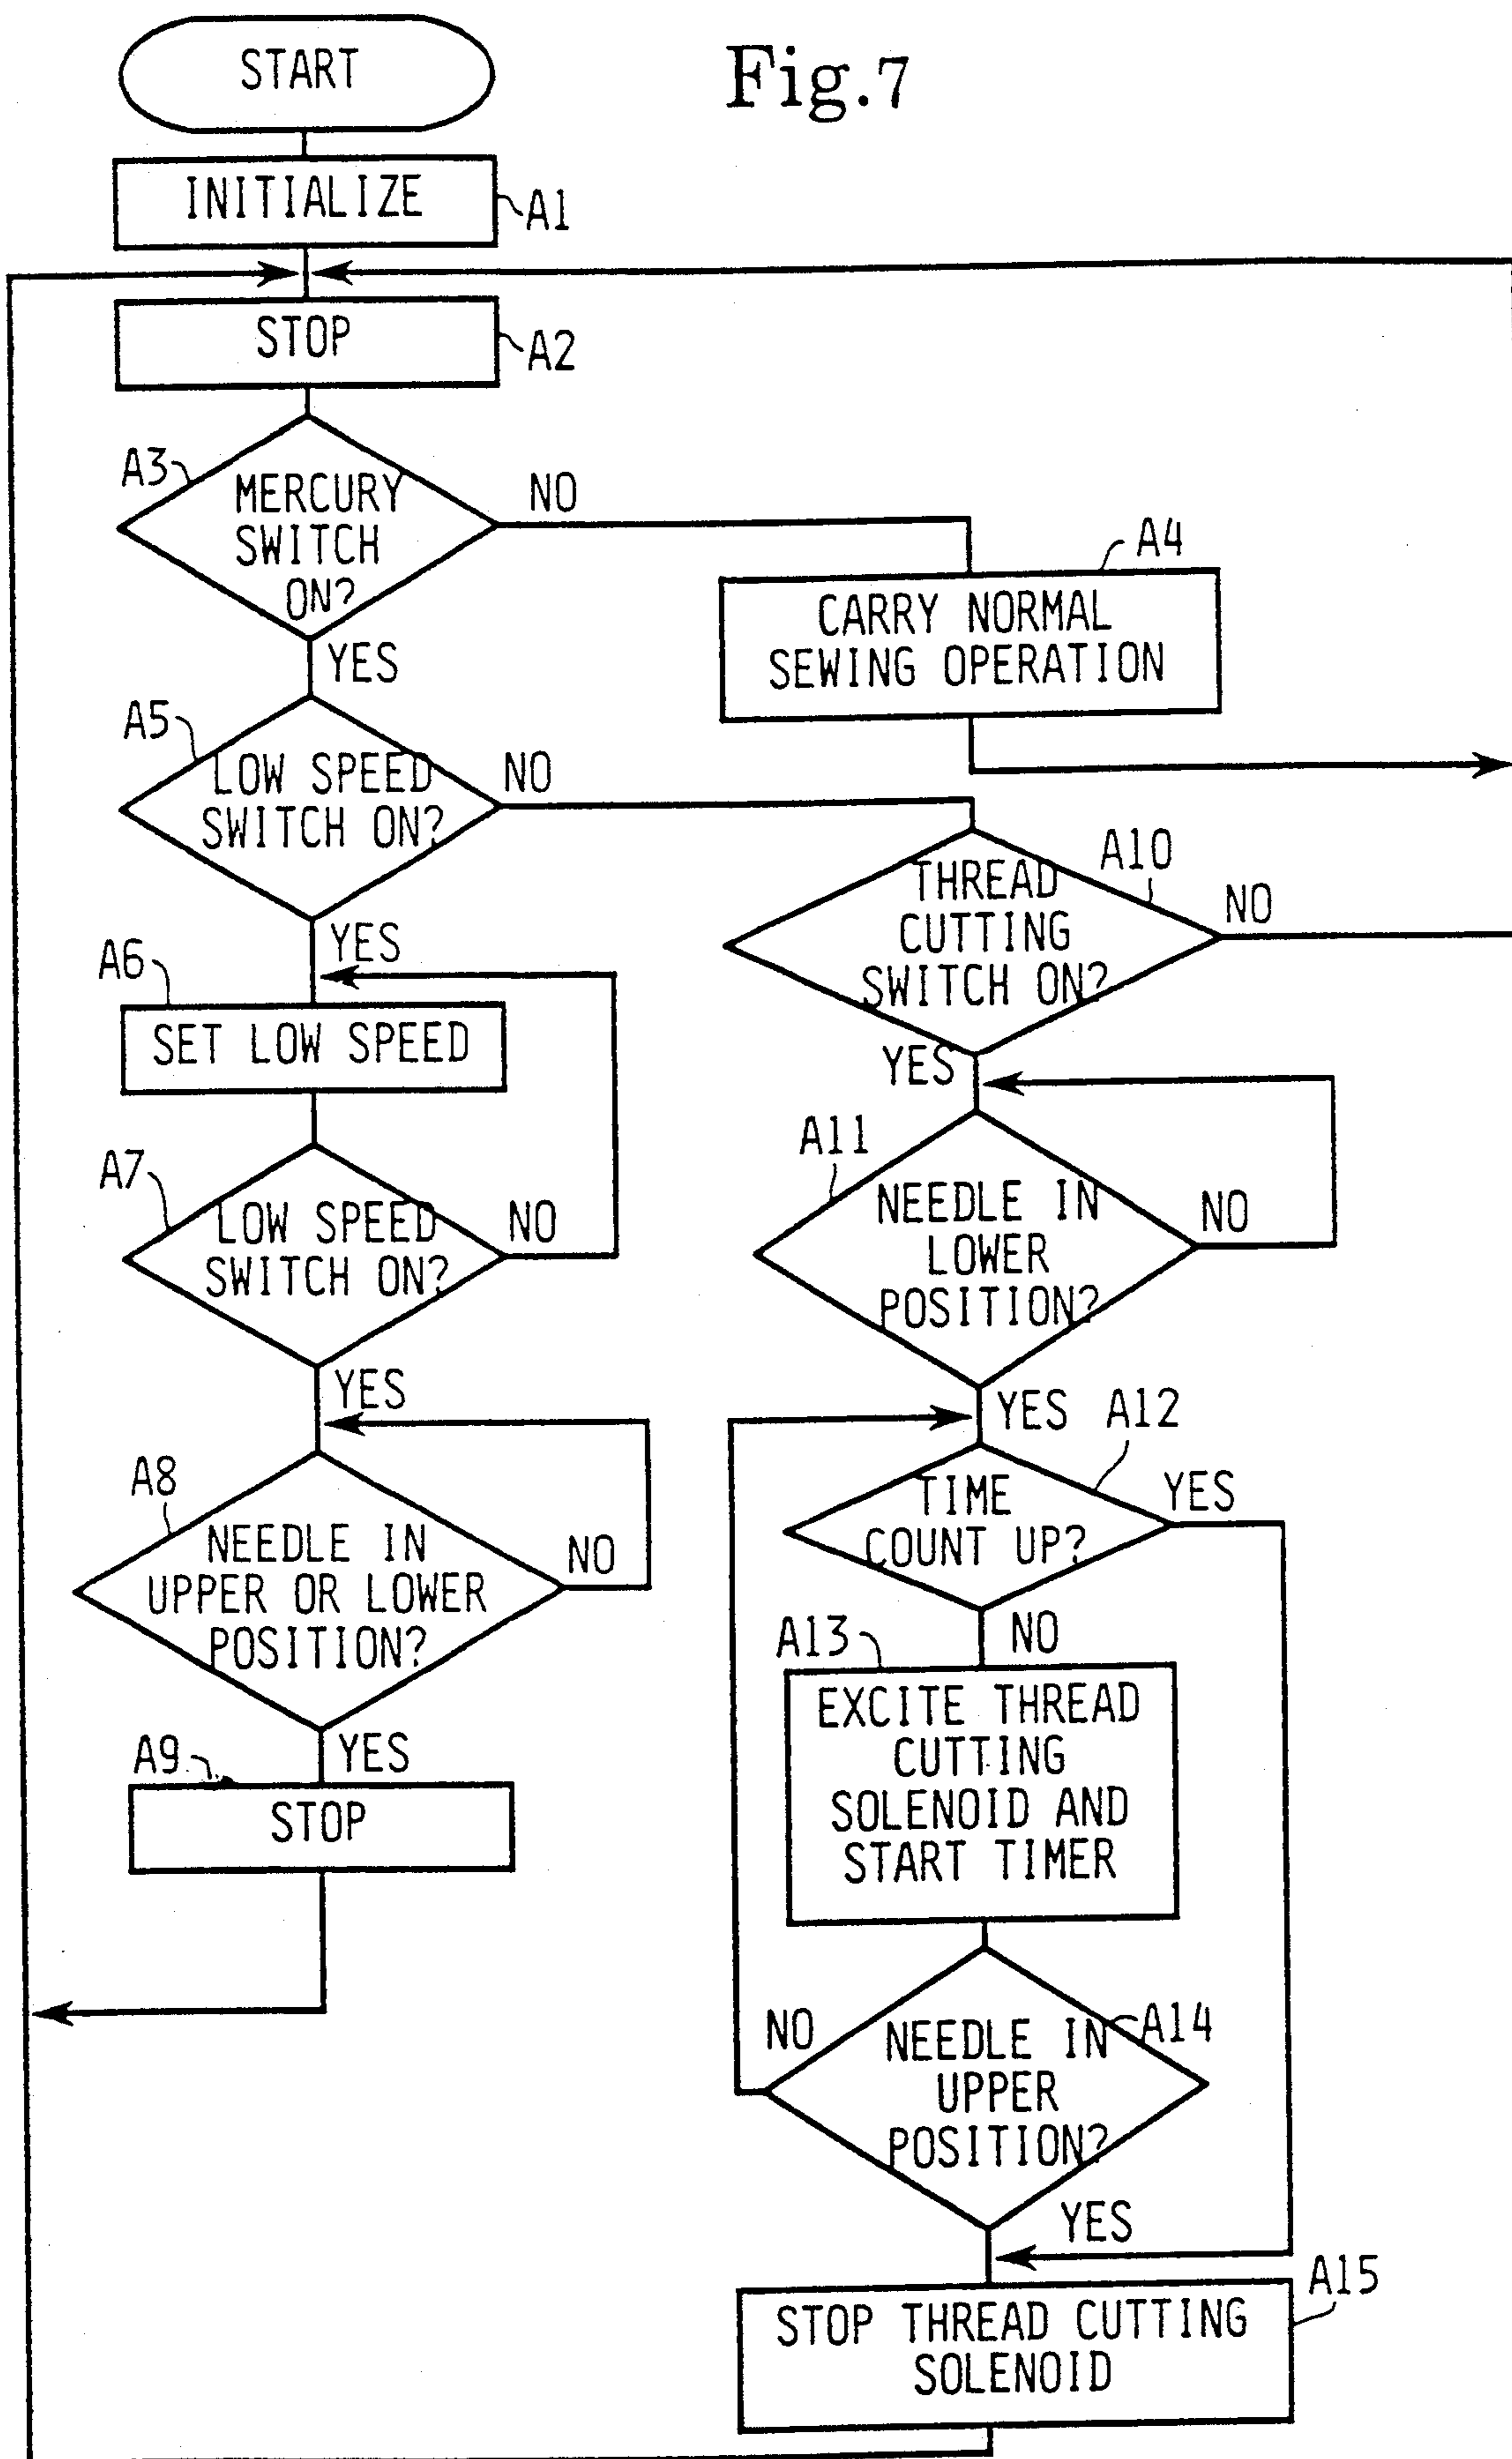 Fig.7
START
INITIALIZE
A1
STOP
A2
A3
MERCURY
SWITCH
ON?
NO
YES
A4
CARRY NORMAL
SEWING OPERATION
A5
LOW SPEED
SWITCH ON?
NO
YES
A6
SET LOW SPEED
A7
LOW SPEED
SWITCH ON?
NO
YES
A8
NEEDLE IN
UPPER OR LOWER
POSITION?
NO
YES
A9
STOP
A10
THREAD
CUTTING
SWITCH ON?
NO
YES
A11
NEEDLE IN
LOWER
POSITION?
NO
YES
A12
TIME
COUNT UP?
YES
NO
A13
EXCITE THREAD
CUTTING
SOLENOID AND
START TIMER
A14
NEEDLE IN
UPPER
POSITION?
NO
YES
A15
STOP THREAD CUTTING
SOLENOID